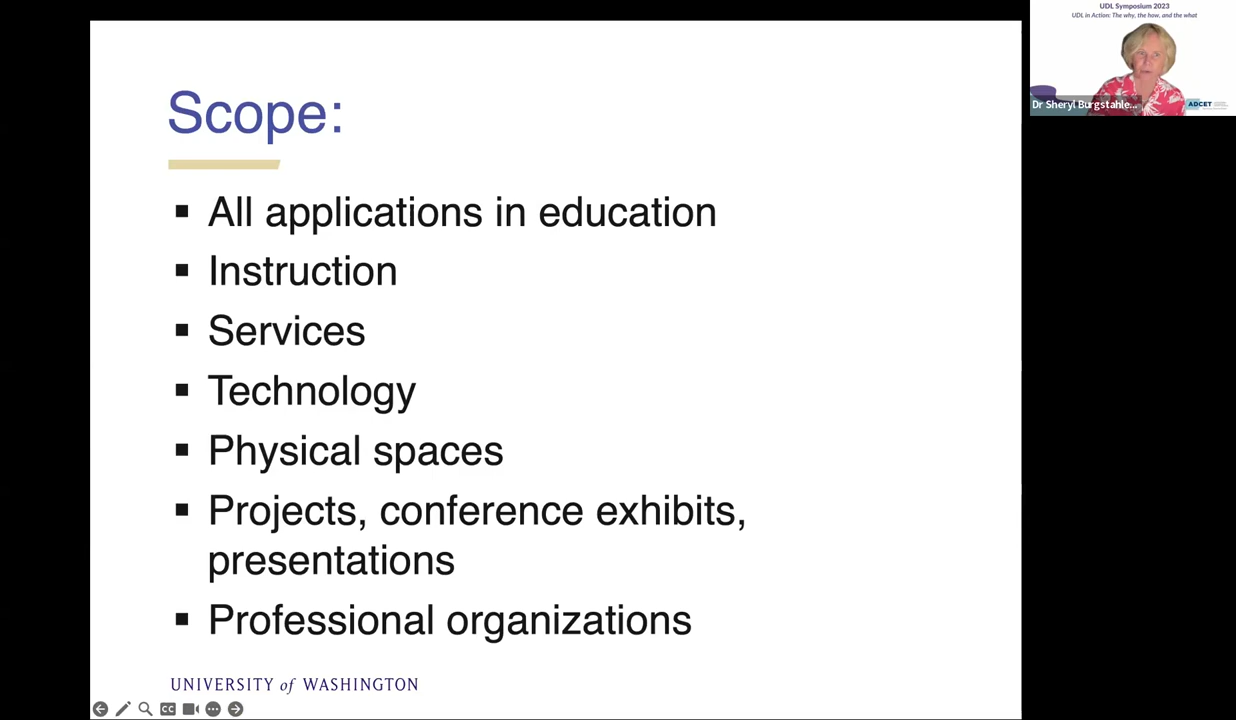 UDL Symposium 2023
UDL in Action: The why, the how, and the what
Dr Sheryl Burgstahle...
ADCET
Scope:
All applications in education
Instruction
Services
Technology
Physical spaces
Projects, conference exhibits,
presentations
Professional organizations
UNIVERSITY of WASHINGTON
CC